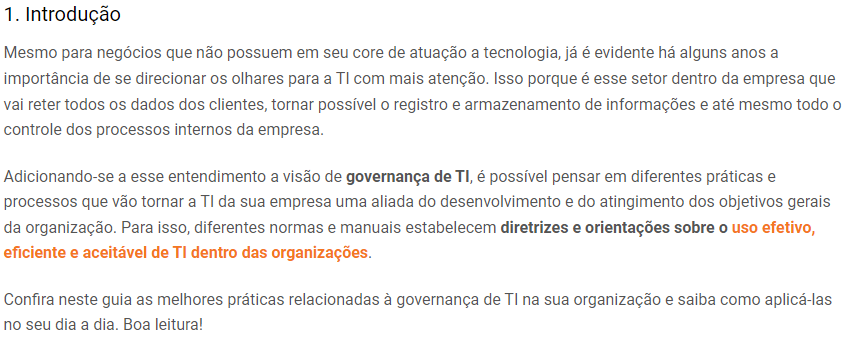 1. Introdução
Mesmo para negócios que não possuem em seu core de atuação a tecnologia, já é evidente há alguns anos a
importância de se direcionar os olhares para a TI com mais atenção. Isso porque é esse setor dentro da empresa que
vai reter todos os dados dos clientes, tornar possível o registro e armazenamento de informações e até mesmo todo o
controle dos processos internos da empresa.
Adicionando-se a esse entendimento a visão de governança de TI, é possível pensar em diferentes práticas e
processos que vão tornar a TI da sua empresa uma aliada do desenvolvimento e do atingimento dos objetivos gerais
da organização. Para isso, diferentes normas e manuais estabelecem diretrizes e orientações sobre o uso efetivo,
eficiente e aceitável de TI dentro das organizações.
Confira neste guia as melhores práticas relacionadas à governança de TI na sua organização e saiba como aplicá-las
no seu dia a dia. Boa leitura!